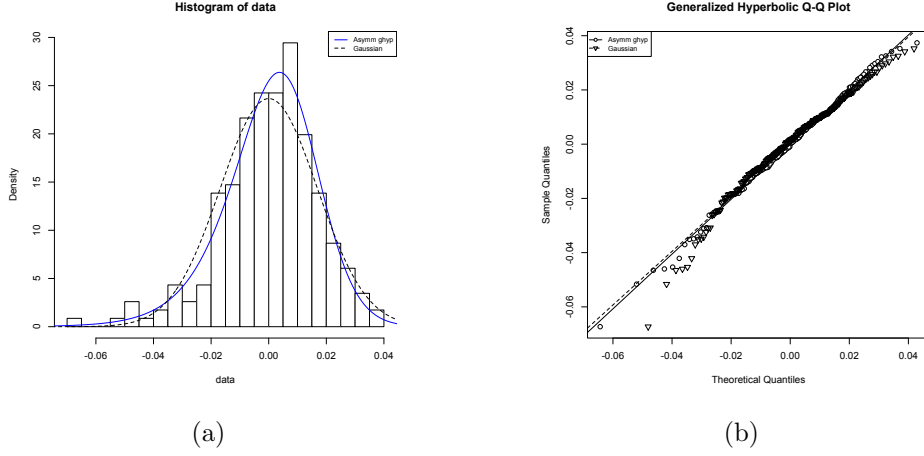 Histogram of data
Density
0
5
10
15
20
25
30
-0.06
-0.04
-0.02
0.00
0.02
0.04
data
Asymm ghyp
Gaussian
(a)
Generalized Hyperbolic Q-Q Plot
Sample Quantiles
0.04
0.02
0.00
-0.02
-0.04
-0.06
-0.06
-0.04
-0.02
0.00
0.02
0.04
Theoretical Quantiles
Asymm ghyp
Gaussian
(b)